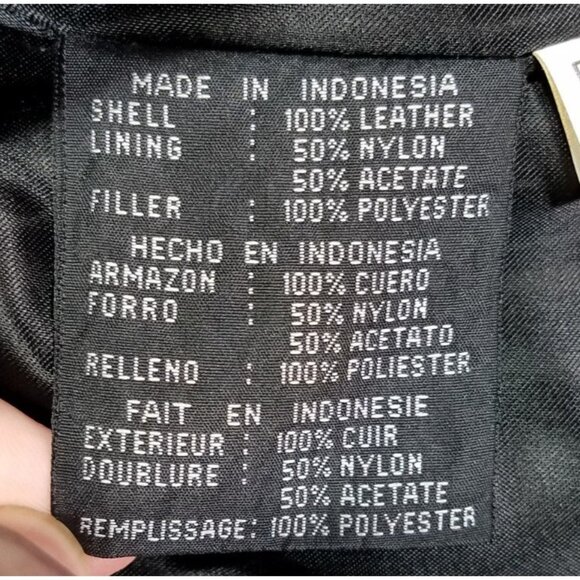 MADE IN INDONESIA
SHELL : 100% LEATHER
LINING : 50% NYLON
50% ACETATE
FILLER : 100% POLYESTER
HECHO EN INDONESIA
ARMAZON : 100% CUERO
FORRO : 50% NYLON
50% ACETATO
RELLENO : 100% POLIESTER
FAIT EN INDONESIE
EXTERIEUR : 100% CUIR
DOUBLURE : 50% NYLON
50% ACETATE
REMPLISSAGE: 100% POLYESTER